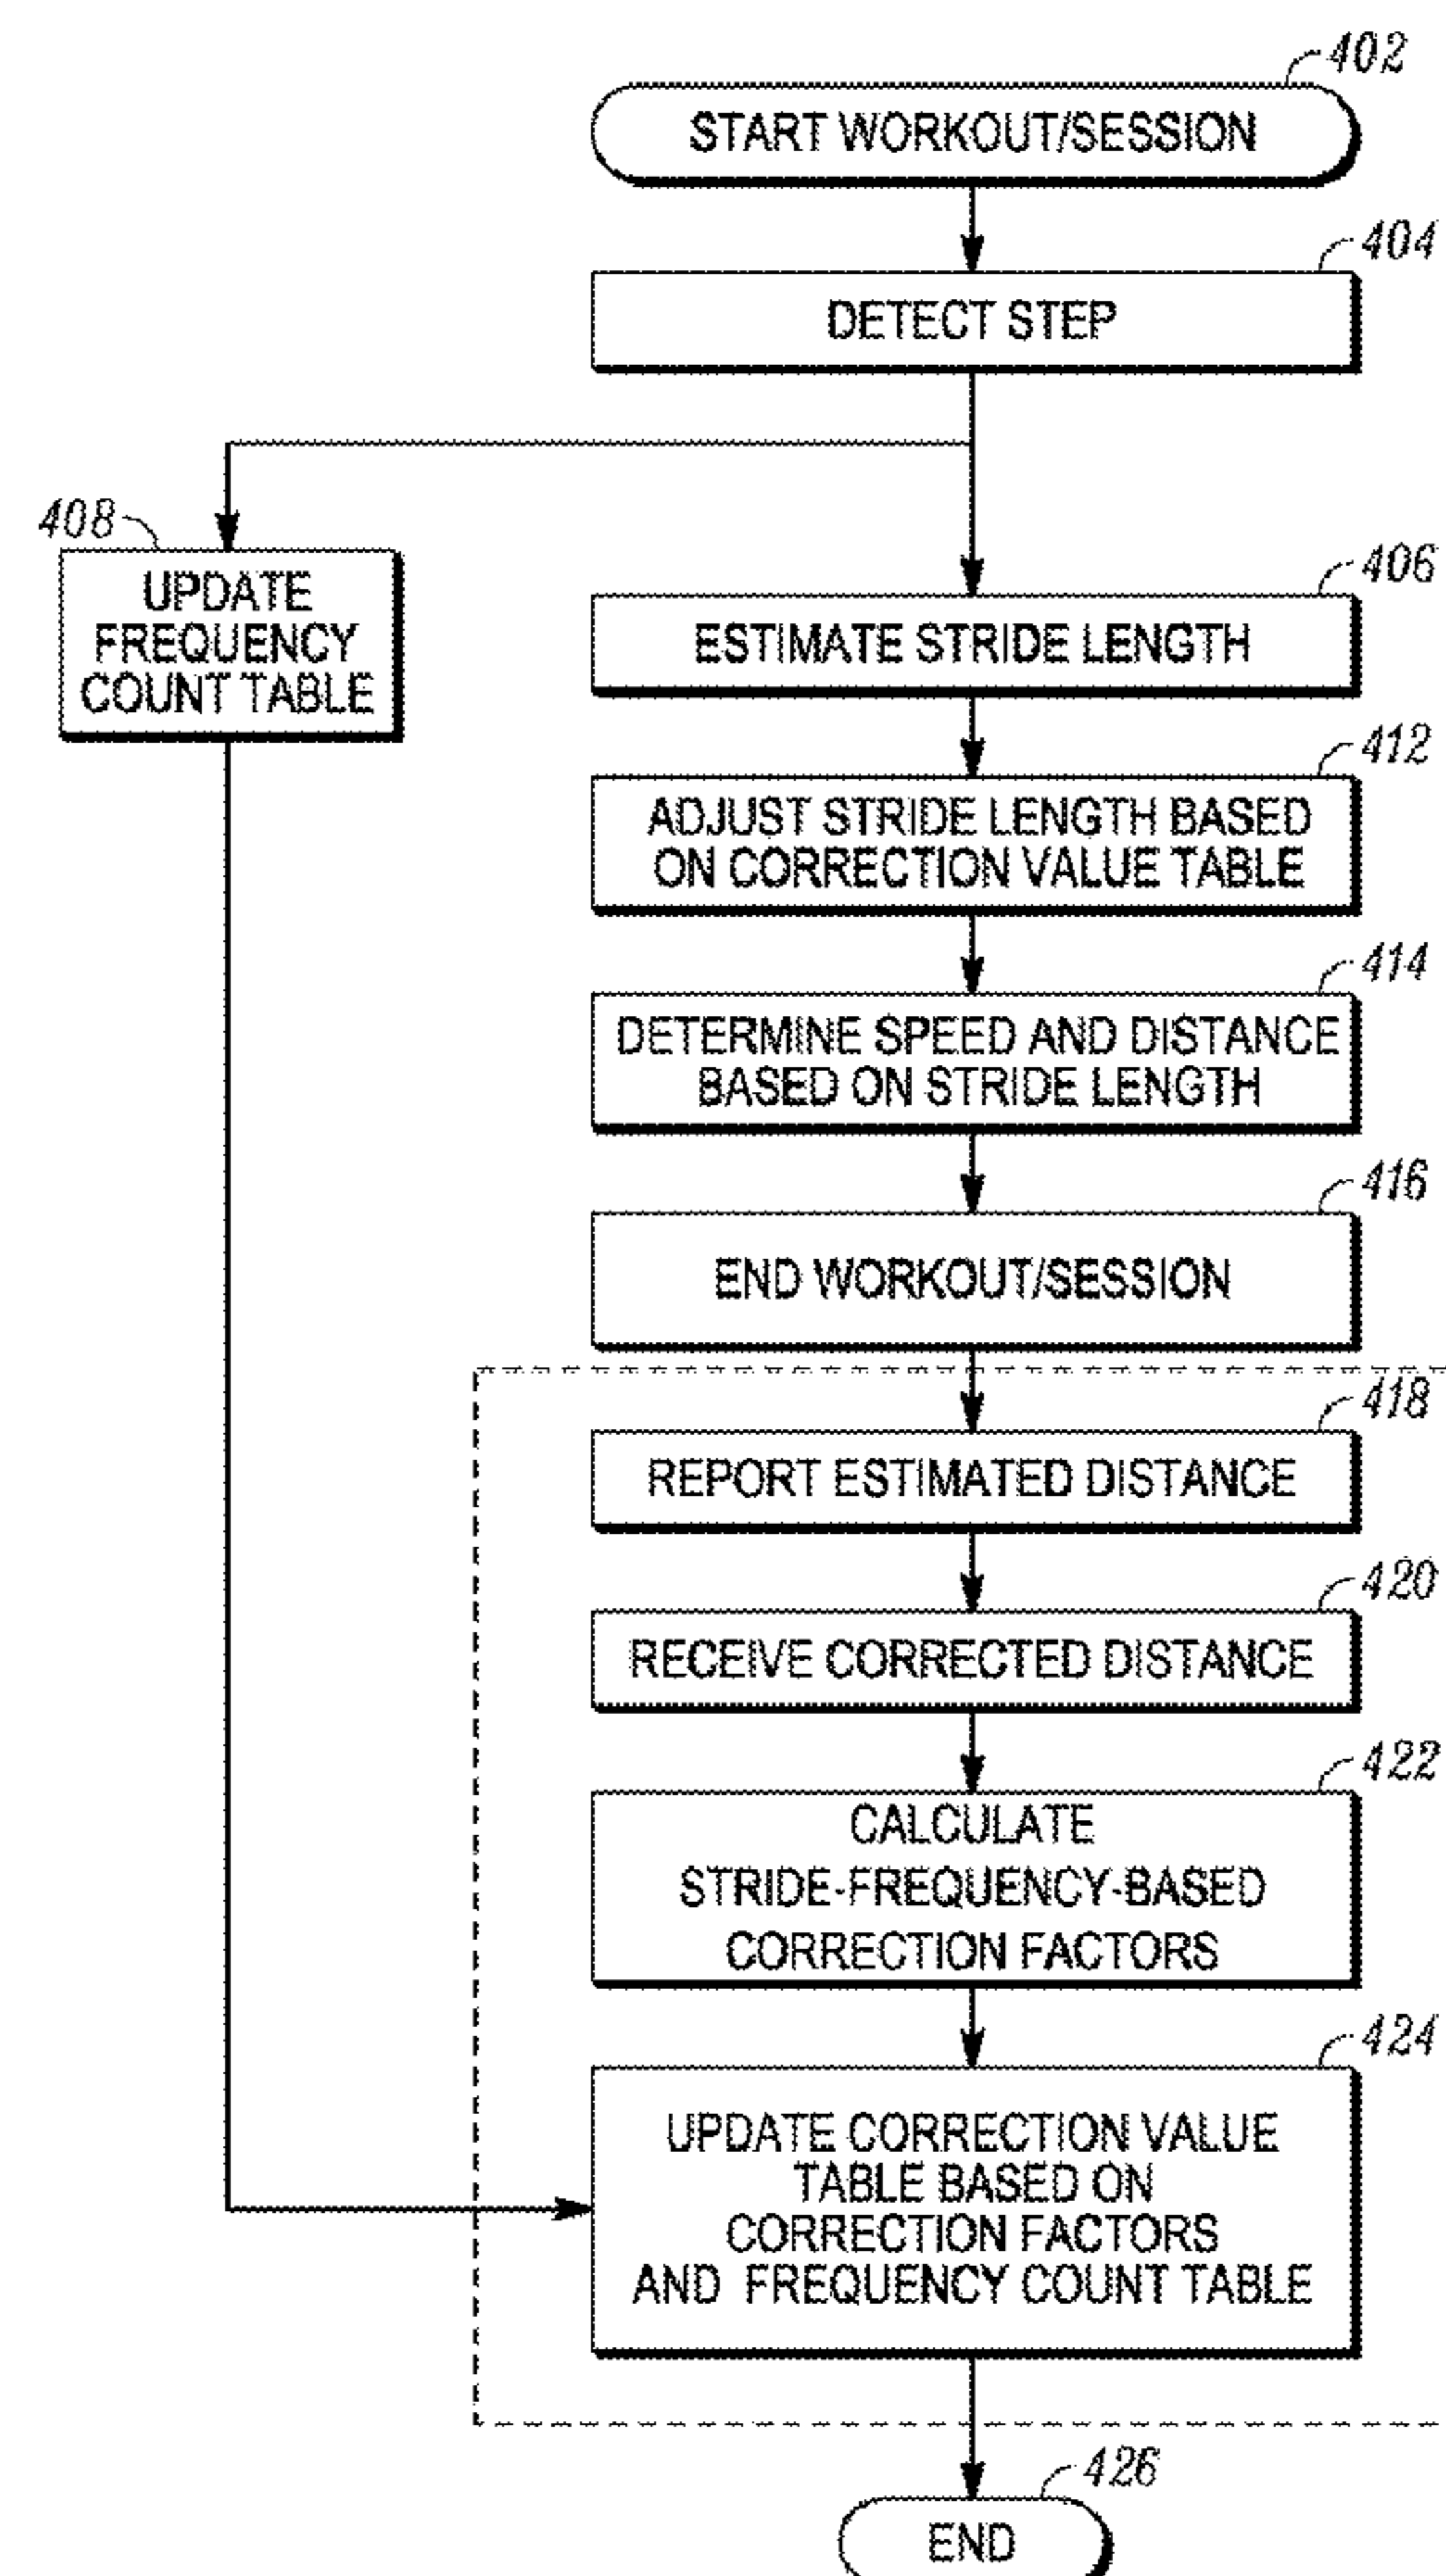 402
START WORKOUT/SESSION
404
DETECT STEP
408
UPDATE
FREQUENCY
COUNT TABLE
406
ESTIMATE STRIDE LENGTH
412
ADJUST STRIDE LENGTH BASED
ON CORRECTION VALUE TABLE
414
DETERMINE SPEED AND DISTANCE
BASED ON STRIDE LENGTH
416
END WORKOUT/SESSION
418
REPORT ESTIMATED DISTANCE
420
RECEIVE CORRECTED DISTANCE
422
CALCULATE
STRIDE-FREQUENCY-BASED
CORRECTION FACTORS
424
UPDATE CORRECTION VALUE
TABLE BASED ON
CORRECTION FACTORS
AND FREQUENCY COUNT TABLE
426
END